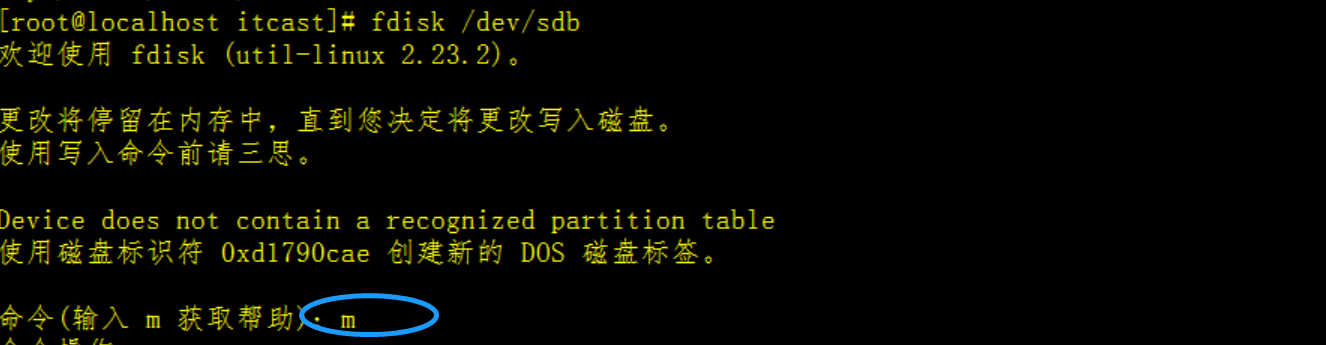 [root@localhost itcast]# fdisk /dev/sdb
欢迎使用 fdisk (util-linux 2.23.2)。
更改将停留在内存中，直到您决定将更改写入磁盘。
使用写入命令前请三思。
Device does not contain a recognized partition table
使用磁盘标识符 0xd1790cae 创建新的 DOS 磁盘标签。
命令(输入 m 获取帮助)：m